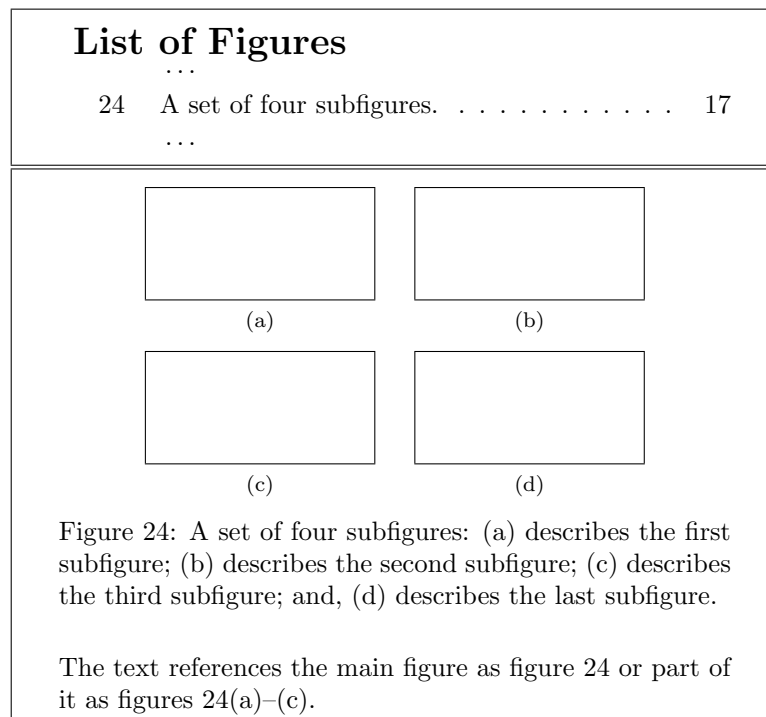 List of Figures
...
24 A set of four subfigures. . . . . . . . . . . . 17
...
(a) (b)
(c) (d)
Figure 24: A set of four subfigures: (a) describes the first
subfigure; (b) describes the second subfigure; (c) describes
the third subfigure; and, (d) describes the last subfigure.
The text references the main figure as figure 24 or part of
it as figures 24(a)–(c).